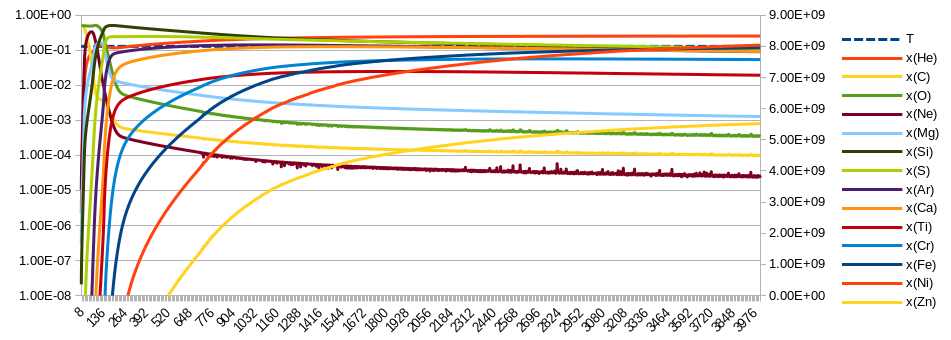 1.00E+00
1.00E-01
1.00E-02
1.00E-03
1.00E-04
1.00E-05
1.00E-06
1.00E-07
1.00E-08
9.00E+09
8.00E+09
7.00E+09
6.00E+09
5.00E+09
4.00E+09
3.00E+09
2.00E+09
1.00E+09
0.00E+00
8 136 264 392 520 648 776 904 1032 1160 1288 1416 1544 1672 1800 1928 2056 2184 2312 2440 2568 2696 2824 2952 3080 3208 3336 3464 3592 3720 3848 3976
T
x(He)
x(C)
x(O)
x(Ne)
x(Mg)
x(Si)
x(S)
x(Ar)
x(Ca)
x(Ti)
x(Cr)
x(Fe)
x(Ni)
x(Zn)